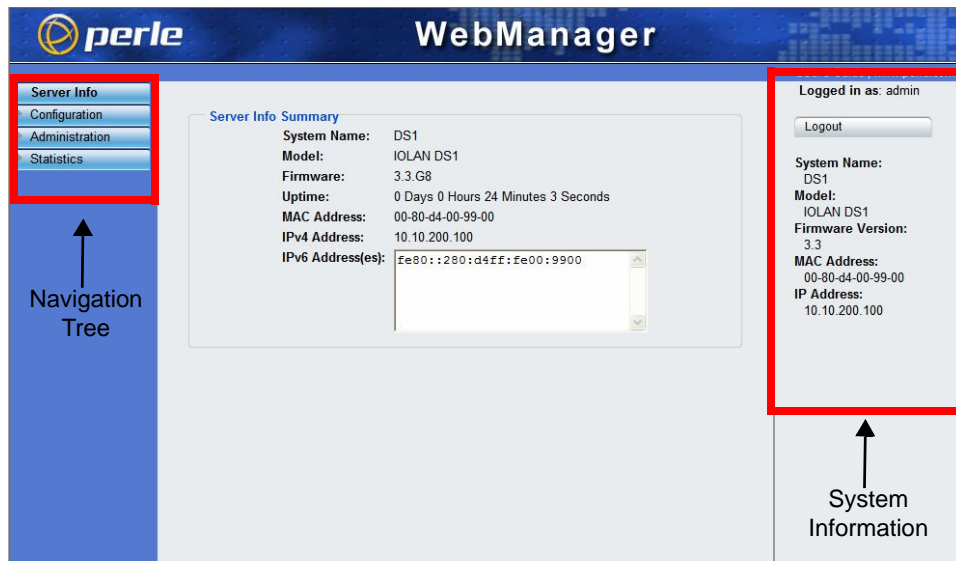 perle
WebManager
Server Info
Configuration
Administration
Statistics
Navigation
Tree
Server Info Summary
System Name: DS1
Model: IOLAN DS1
Firmware: 3.3.G8
Uptime: 0 Days 0 Hours 24 Minutes 3 Seconds
MAC Address: 00-80-d4-00-99-00
IPv4 Address: 10.10.200.100
IPv6 Address(es): fe80::280:d4ff:fe00:9900
Logged in as: admin
Logout
System Name:
DS1
Model:
IOLAN DS1
Firmware Version:
3.3
MAC Address:
00-80-d4-00-99-00
IP Address:
10.10.200.100
System
Information